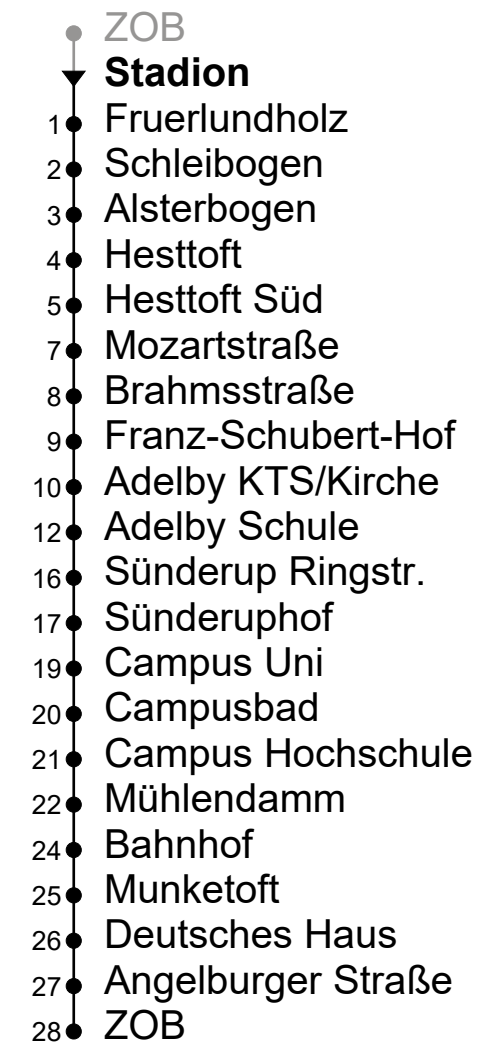 ZOB
Stadion
1 Fruerlundholz
2 Schleibogen
3 Alsterbogen
4 Hesttoft
5 Hesttoft Süd
7 Mozartstraße
8 Brahmsstraße
9 Franz-Schubert-Hof
10 Adelby KTS/Kirche
12 Adelby Schule
16 Sünderup Ringstr.
17 Sünderuphof
19 Campus Uni
20 Campusbad
21 Campus Hochschule
22 Mühlendamm
24 Bahnhof
25 Munketoft
26 Deutsches Haus
27 Angelburger Straße
28 ZOB